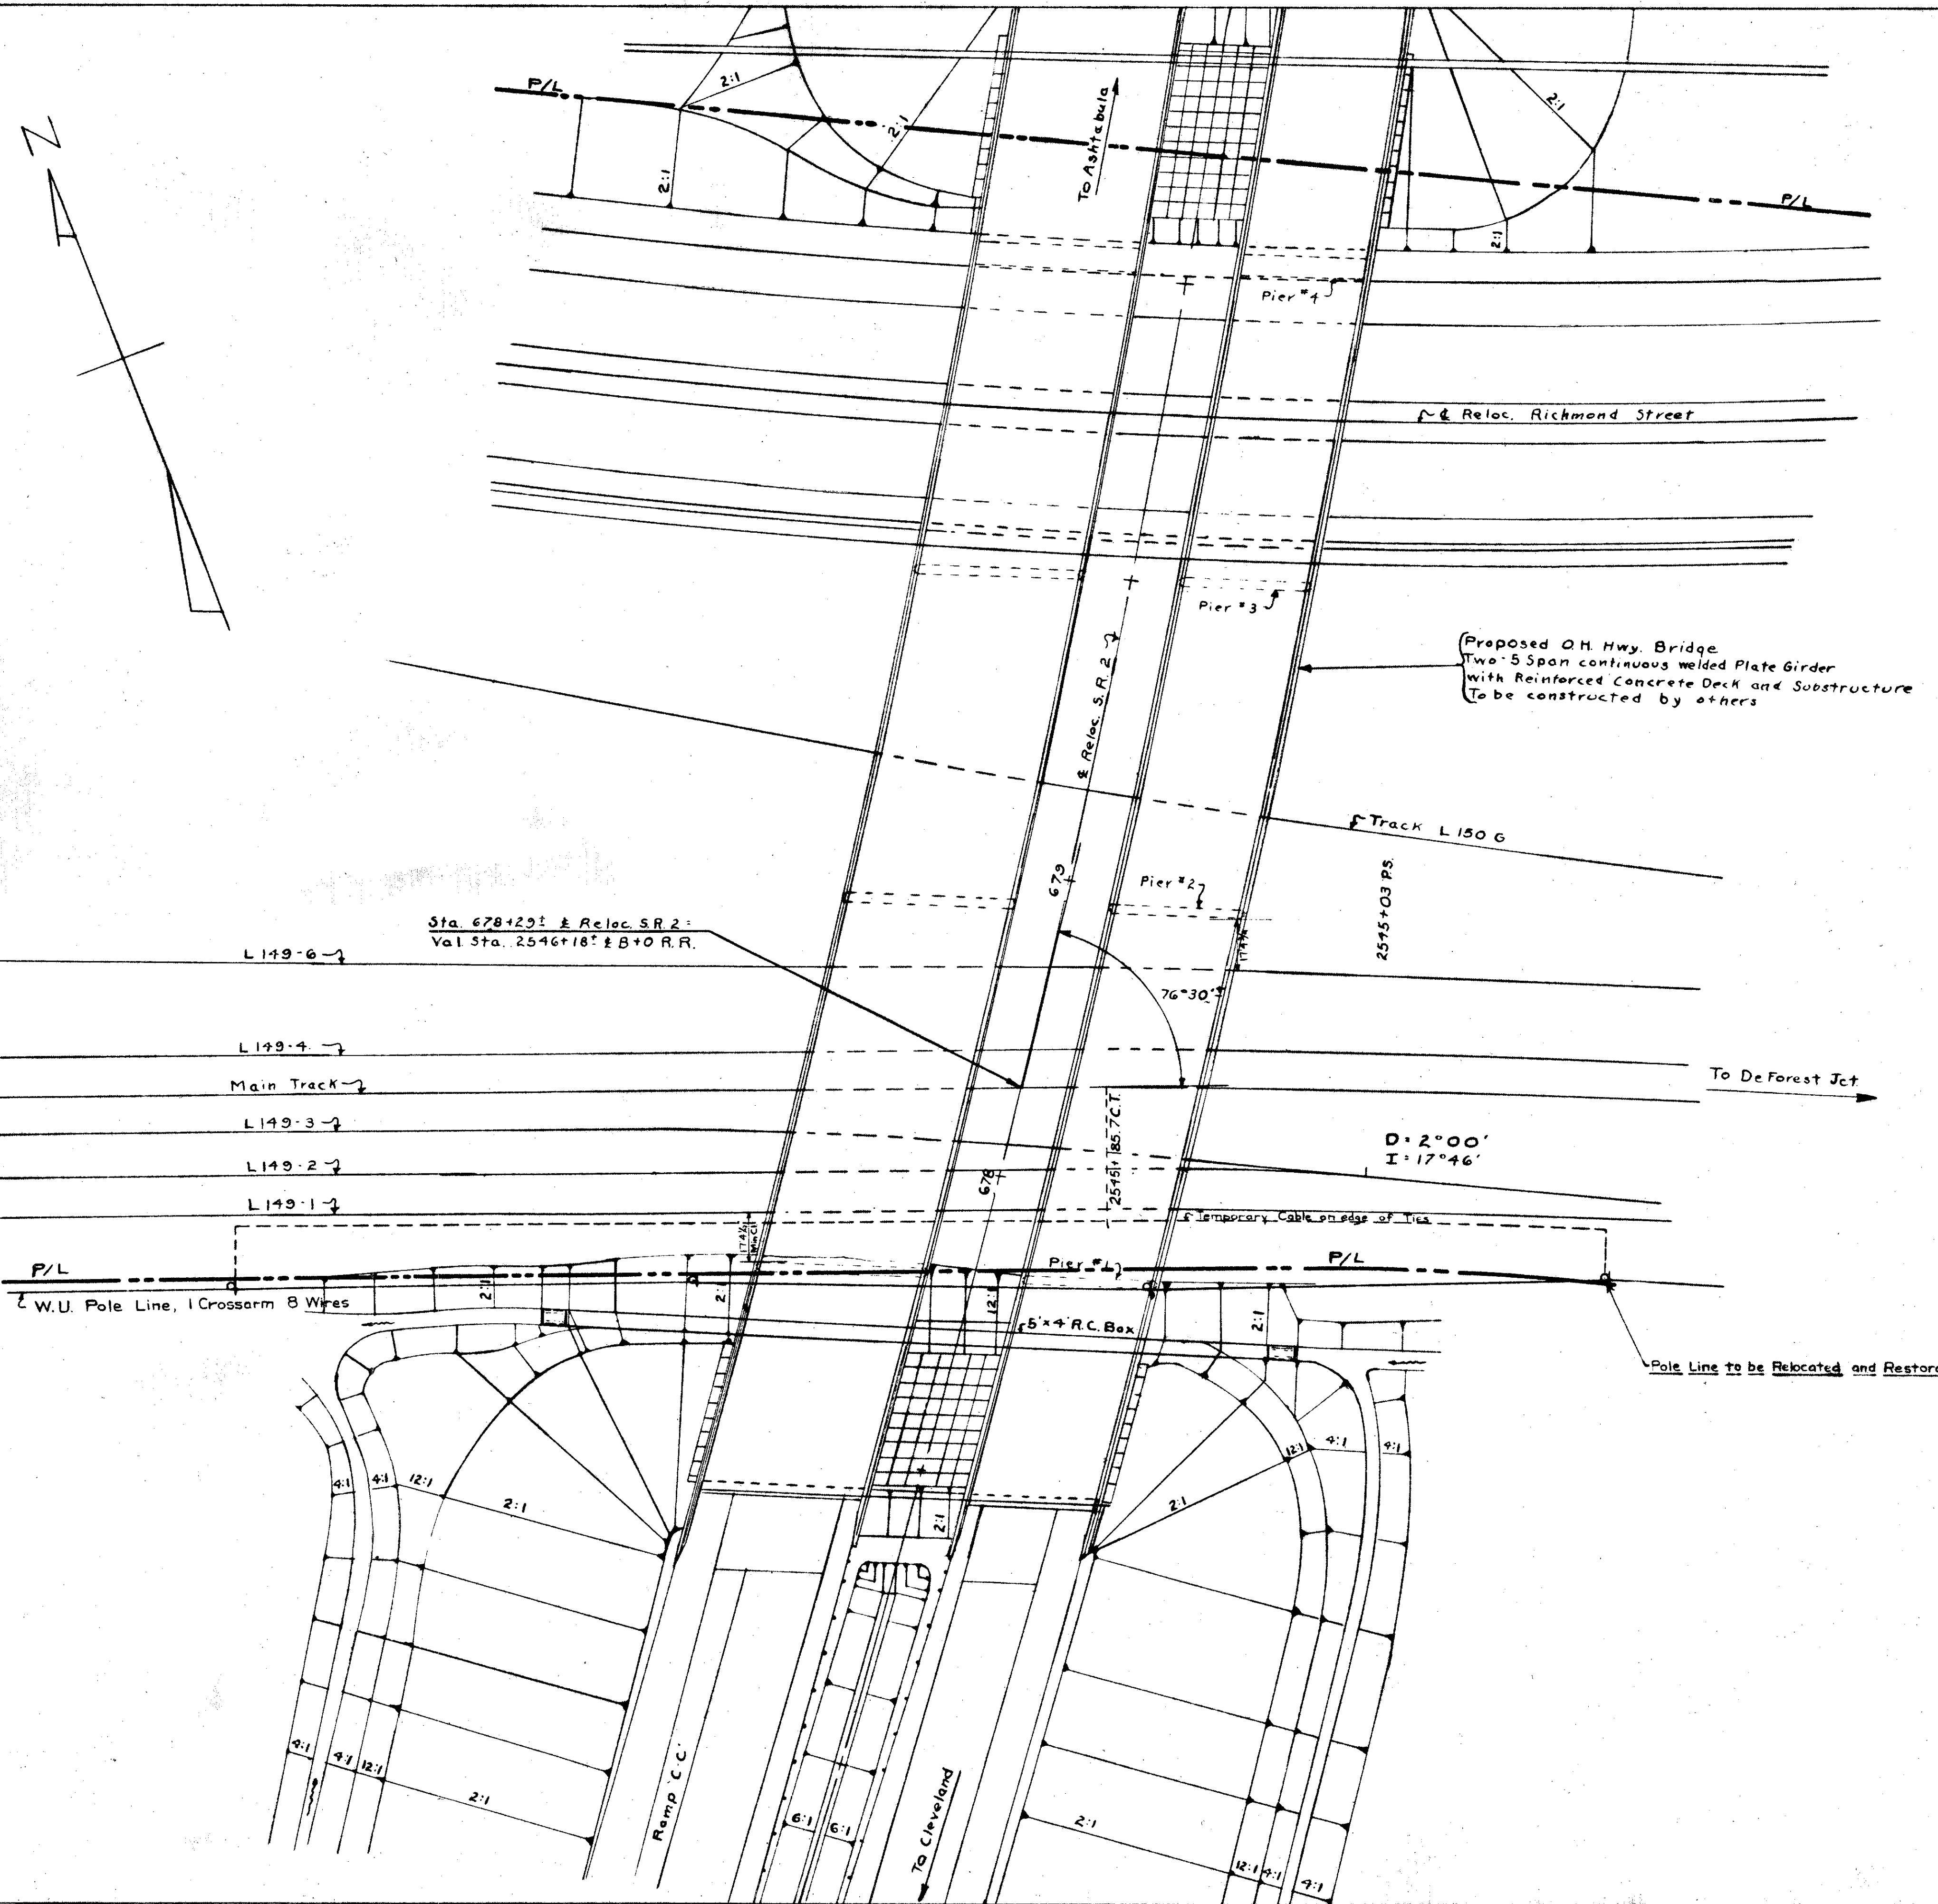 P/L
2:1
2:1
2:1
N
To Ashtabula
2:1
2:1
P/L
Pier #4
℄ Reloc. Richmond Street
Pier #3
Proposed O.H. Hwy. Bridge
Two-5 Span continuous welded Plate Girder
with Reinforced Concrete Deck and Substructure
To be constructed by others
℄ Reloc. S.R. 2
Track L 150 G
679
Pier #2
2545+03 P.S.
Sta. 678+29± ℄ Reloc. S.R. 2 =
Val. Sta. 2546+18± ℄ B+O R.R.
L 149-6
76°30'±
L 149-4
Main Track
To DeForest Jct.
L 149-3
2545+85.7 C.T.
D = 2°00'
I = 17°46'
L 149-2
678
L 149-1
Temporary Cable on edge of Ties
17'4½"
Min. Cl.
P/L
Pier #1
P/L
W.U. Pole Line, 1 Crossarm 8 Wires
2:1
2:1
12:1
2:1
5'x4' R.C. Box
Pole Line to be Relocated and Restor
4:1
4:1
12:1
2:1
2:1
2:1
12:1
4:1
4:1
4:1
4:1
12:1
2:1
Ramp 'C-C'
6:1
6:1
To Cleveland
2:1
12:1
4:1
4:1